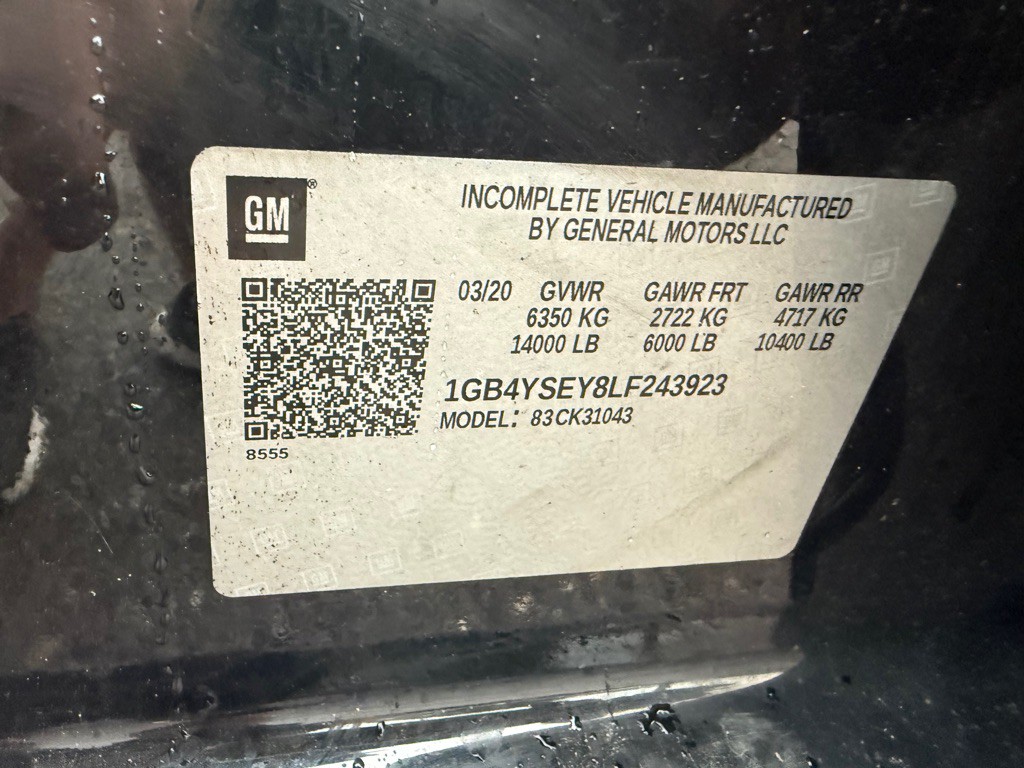 GM®
INCOMPLETE VEHICLE MANUFACTURED
BY GENERAL MOTORS LLC
03/20 GVWR GAWR FRT GAWR RR
6350 KG 2722 KG 4717 KG
14000 LB 6000 LB 10400 LB
1GB4YSEY8LF243923
MODEL: 83CK31043
8555